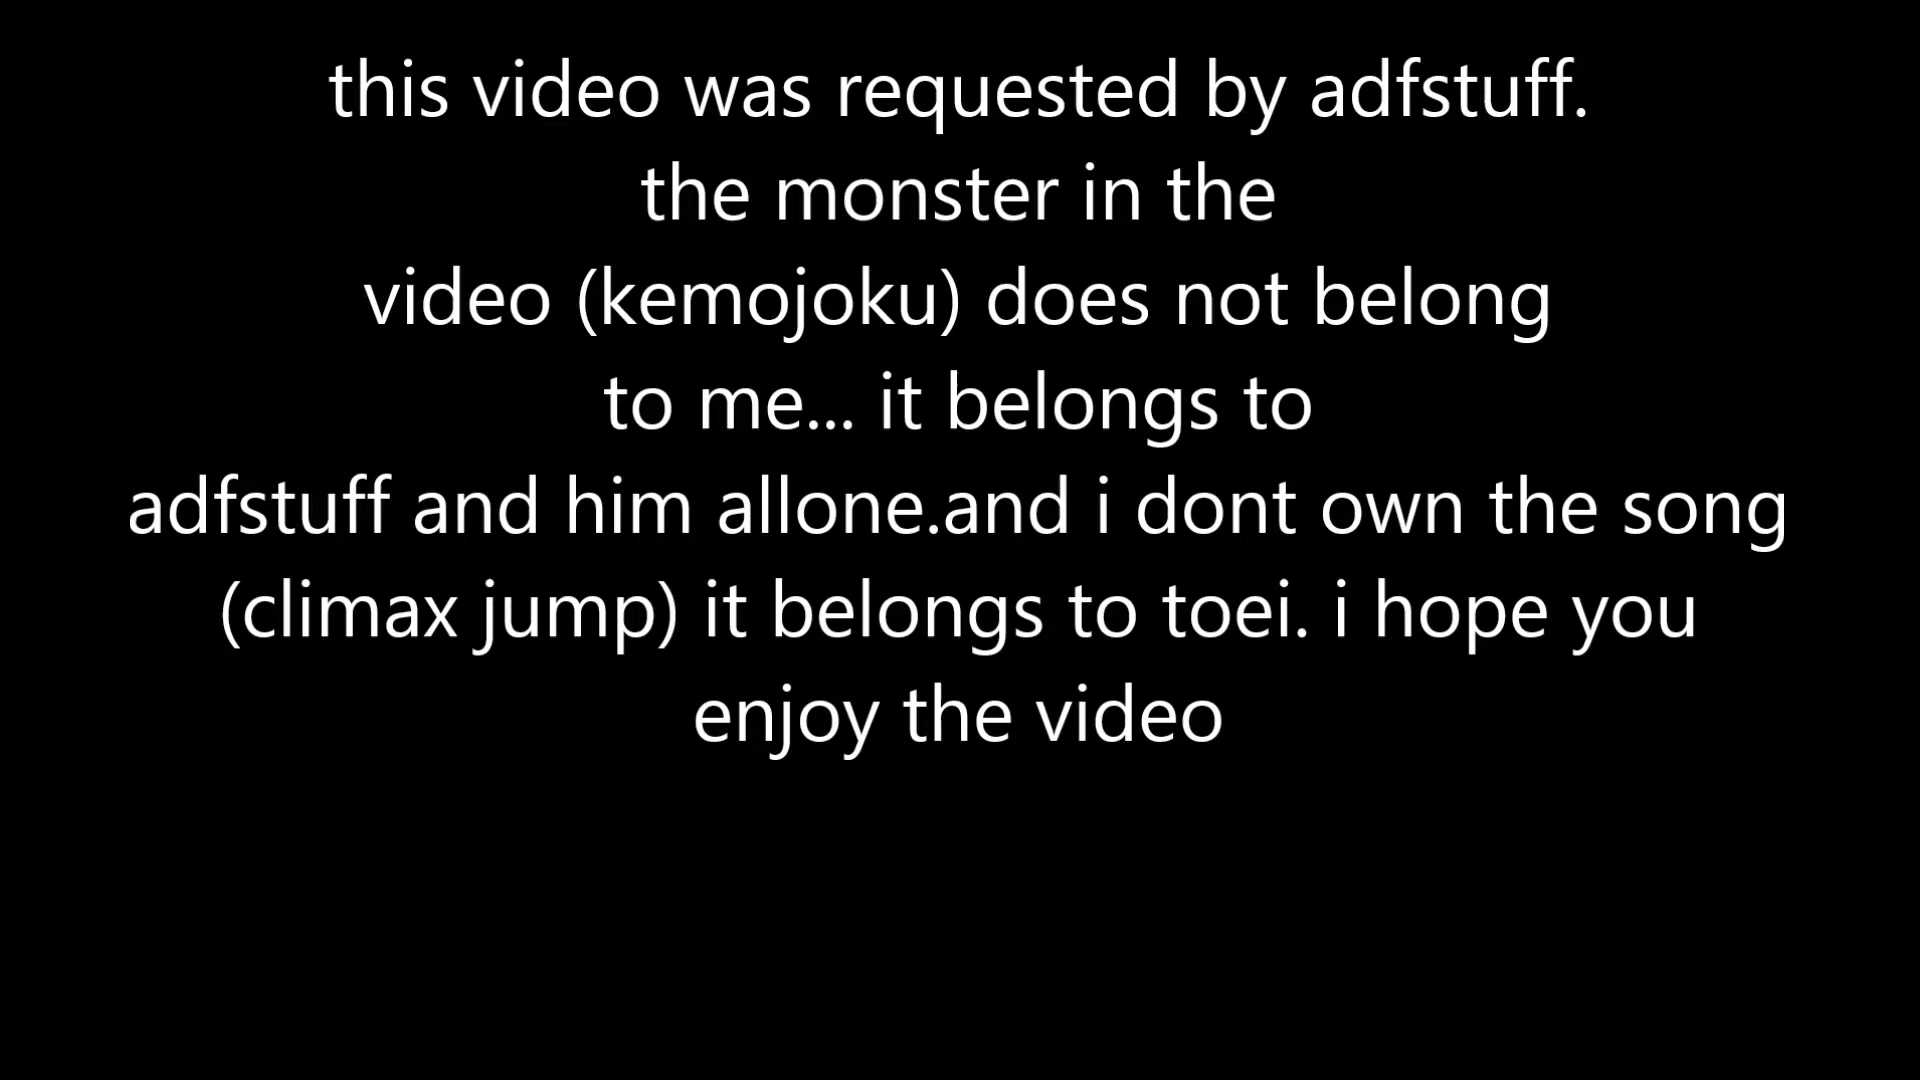 this video was requested by adfstuff.
the monster in the
video (kemojoku) does not belong
to me... it belongs to
adfstuff and him allone.and i dont own the song
(climax jump) it belongs to toei. i hope you
enjoy the video